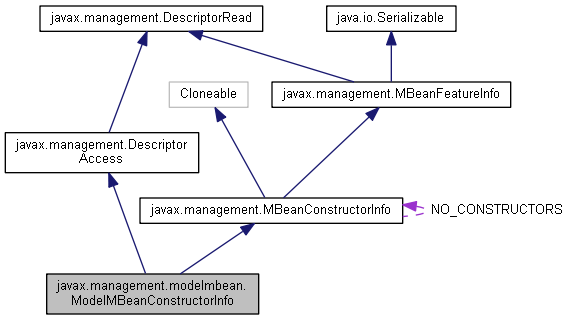 javax.management.DescriptorRead
java.io.Serializable
Cloneable
javax.management.MBeanFeatureInfo
javax.management.Descriptor
Access
javax.management.MBeanConstructorInfo
NO_CONSTRUCTORS
javax.management.modelmbean.
ModelMBeanConstructorInfo